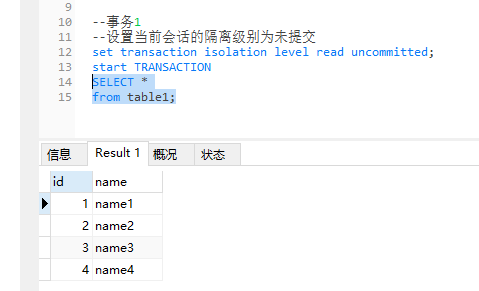 9
10 --事务1
11 --设置当前会话的隔离级别为未提交
12 set transaction isolation level read uncommitted;
13 start TRANSACTION
14 SELECT *
15 from table1;
信息 Result 1 概况 状态
id name
1 name1
2 name2
3 name3
4 name4